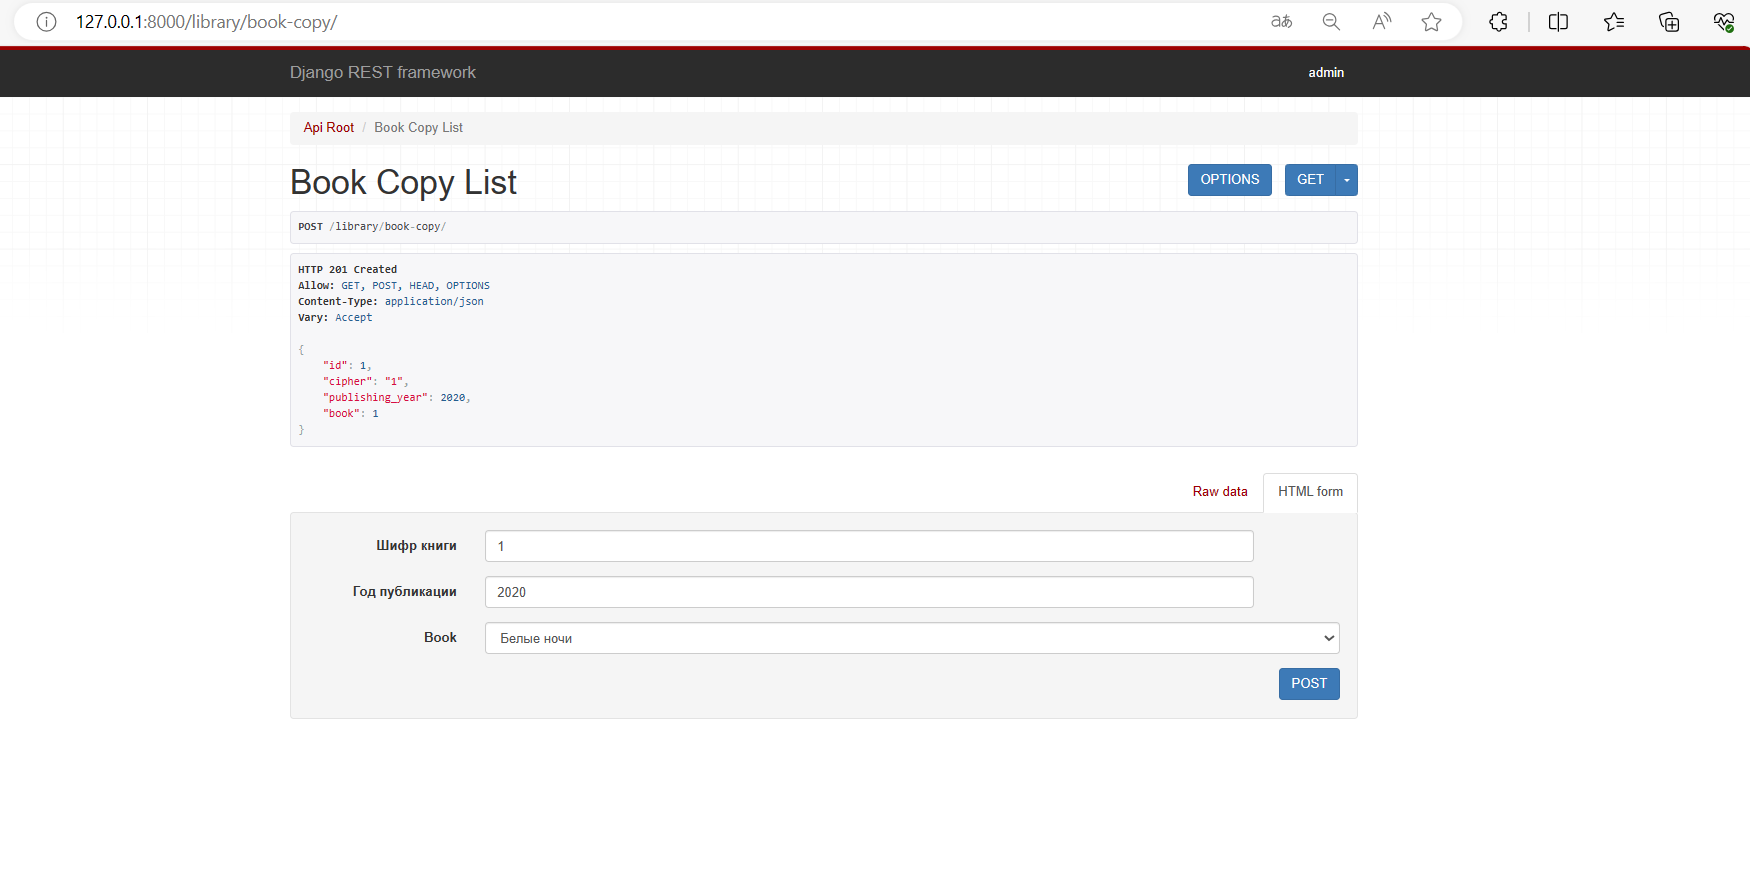 127.0.0.1:8000/library/book-copy/
Django REST framework
admin
Api Root / Book Copy List
Book Copy List
OPTIONS
GET
POST /library/book-copy/
HTTP 201 Created
Allow: GET, POST, HEAD, OPTIONS
Content-Type: application/json
Vary: Accept
{
    "id": 1,
    "cipher": "1",
    "publishing_year": 2020,
    "book": 1
}
Raw data
HTML form
Шифр книги
1
Год публикации
2020
Book
Белые ночи
POST